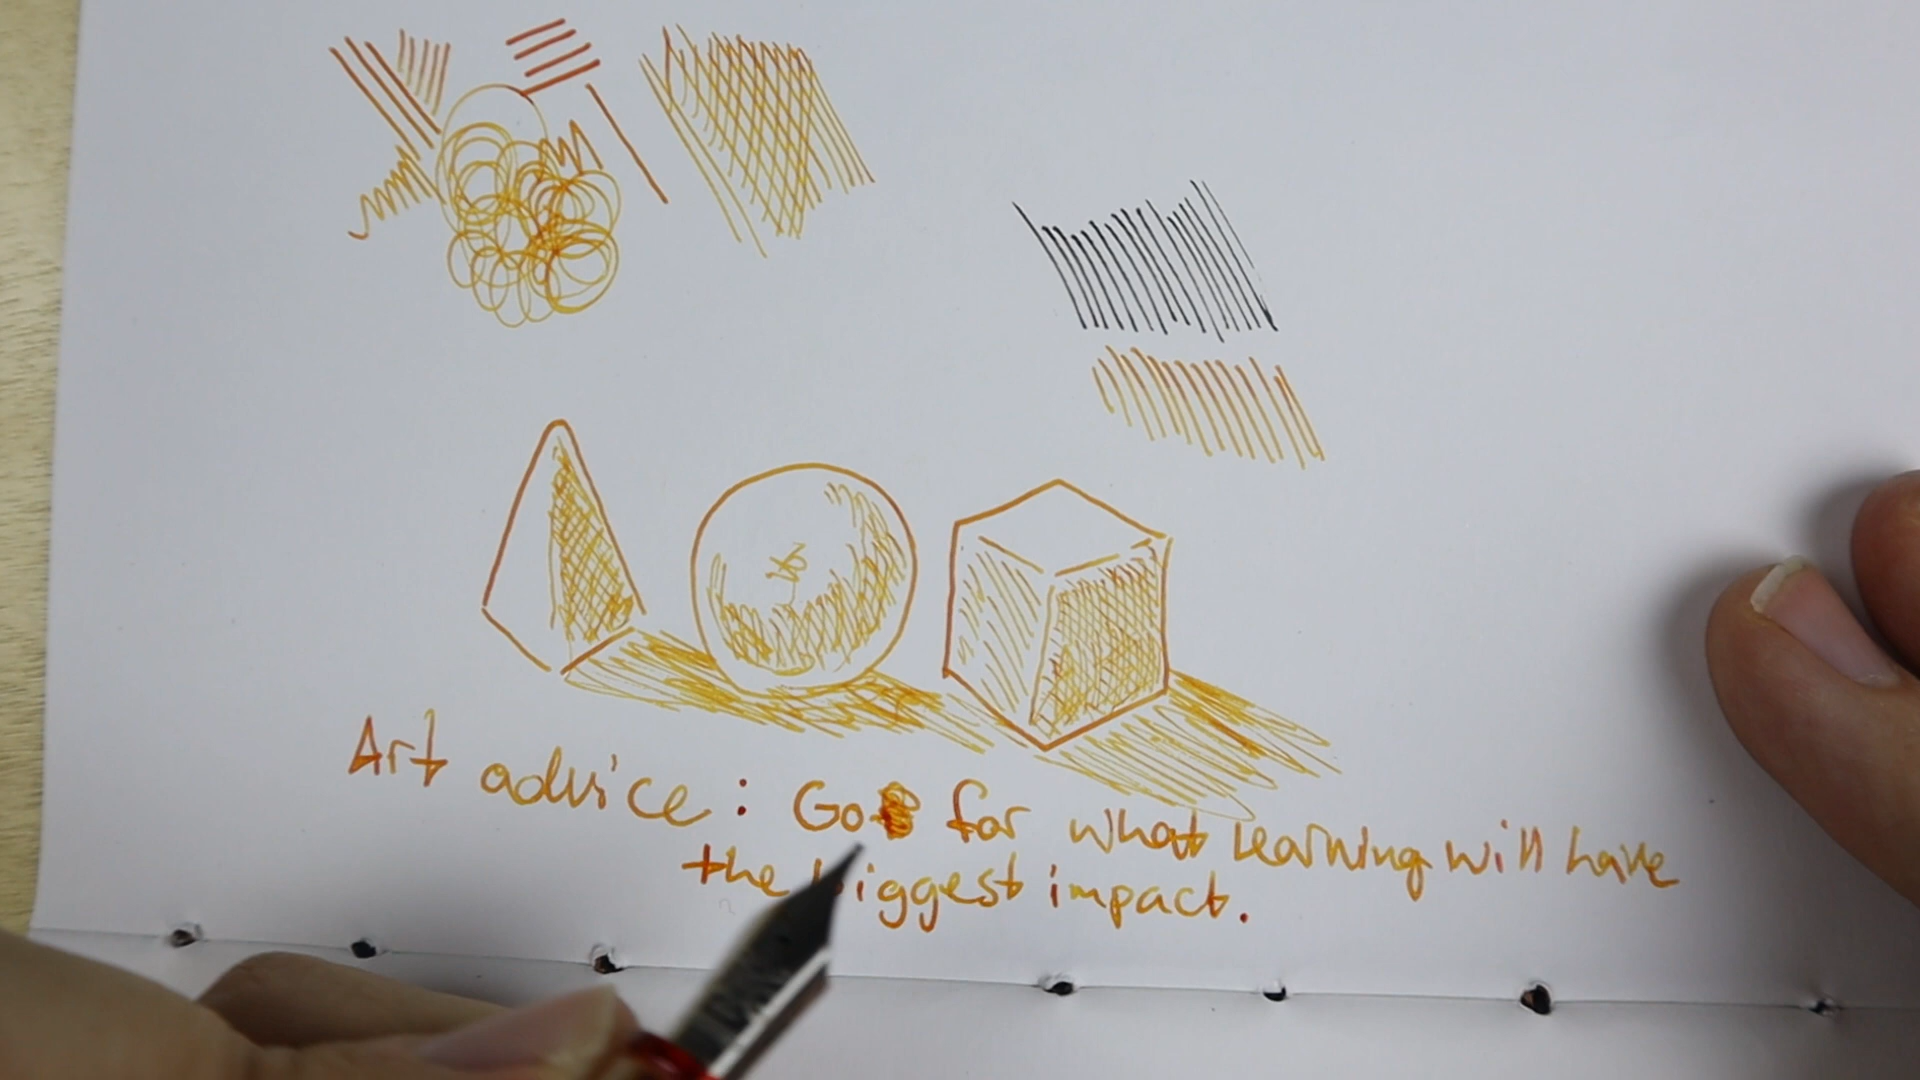 Art advice: Go for what learning will have
the biggest impact.